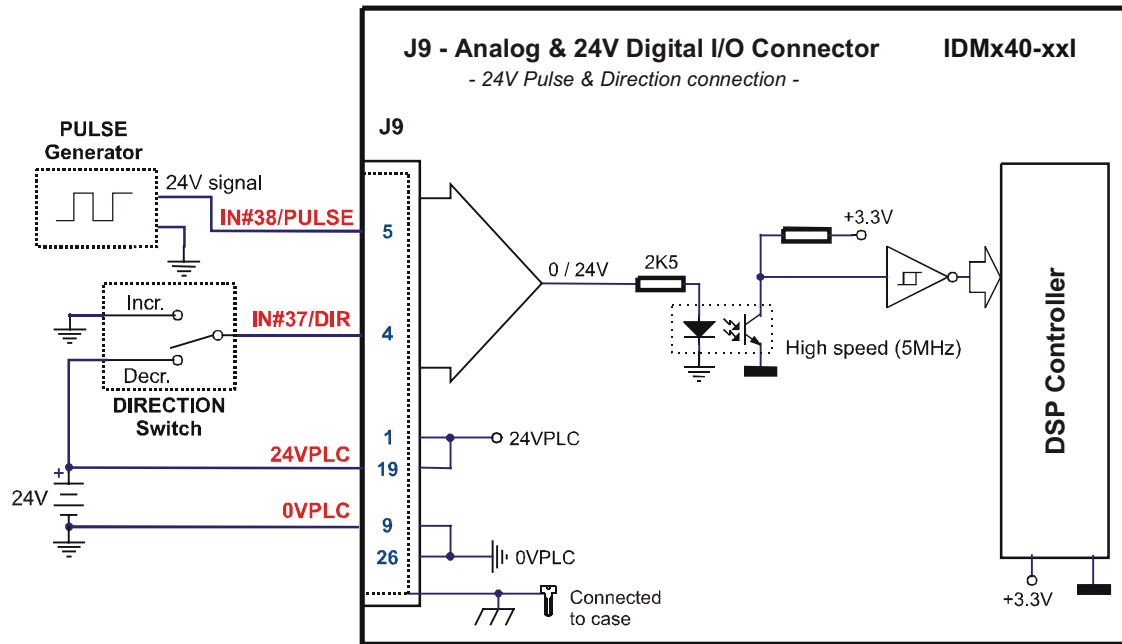 J9 - Analog & 24V Digital I/O Connector IDMx40-xxI
- 24V Pulse & Direction connection -
J9
PULSE
Generator
24V signal
IN#38/PULSE
5
+3.3V
0 / 24V
2K5
Incr.
IN#37/DIR
4
High speed (5MHz)
Decr.
DIRECTION
Switch
DSP Controller
1
24VPLC
24VPLC
19
+
24V
0VPLC
9
26
0VPLC
Connected
to case
+3.3V